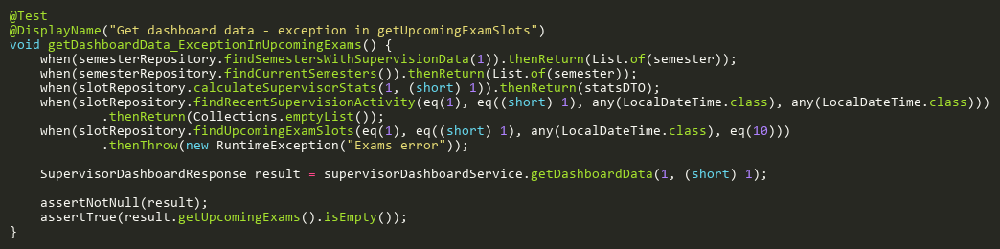 @Test
@DisplayName("Get dashboard data - exception in getUpcomingExamSlots")
void getDashboardData_ExceptionInUpcomingExams() {
    when(semesterRepository.findSemestersWithSupervisionData(1)).thenReturn(List.of(semester));
    when(semesterRepository.findCurrentSemesters()).thenReturn(List.of(semester));
    when(slotRepository.calculateSupervisorStats(1, (short) 1)).thenReturn(statsDTO);
    when(slotRepository.findRecentSupervisionActivity(eq(1), eq((short) 1), any(LocalDateTime.class), any(LocalDateTime.class)))
            .thenReturn(Collections.emptyList());
    when(slotRepository.findUpcomingExamSlots(eq(1), eq((short) 1), any(LocalDateTime.class), eq(10)))
            .thenThrow(new RuntimeException("Exams error"));

    SupervisorDashboardResponse result = supervisorDashboardService.getDashboardData(1, (short) 1);

    assertNotNull(result);
    assertTrue(result.getUpcomingExams().isEmpty());
}